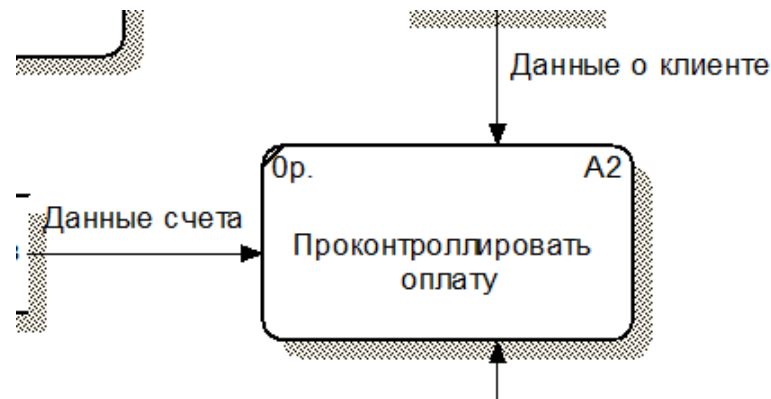 Данные о клиенте
0р. A2
Данные счета
Проконтроллировать
оплату